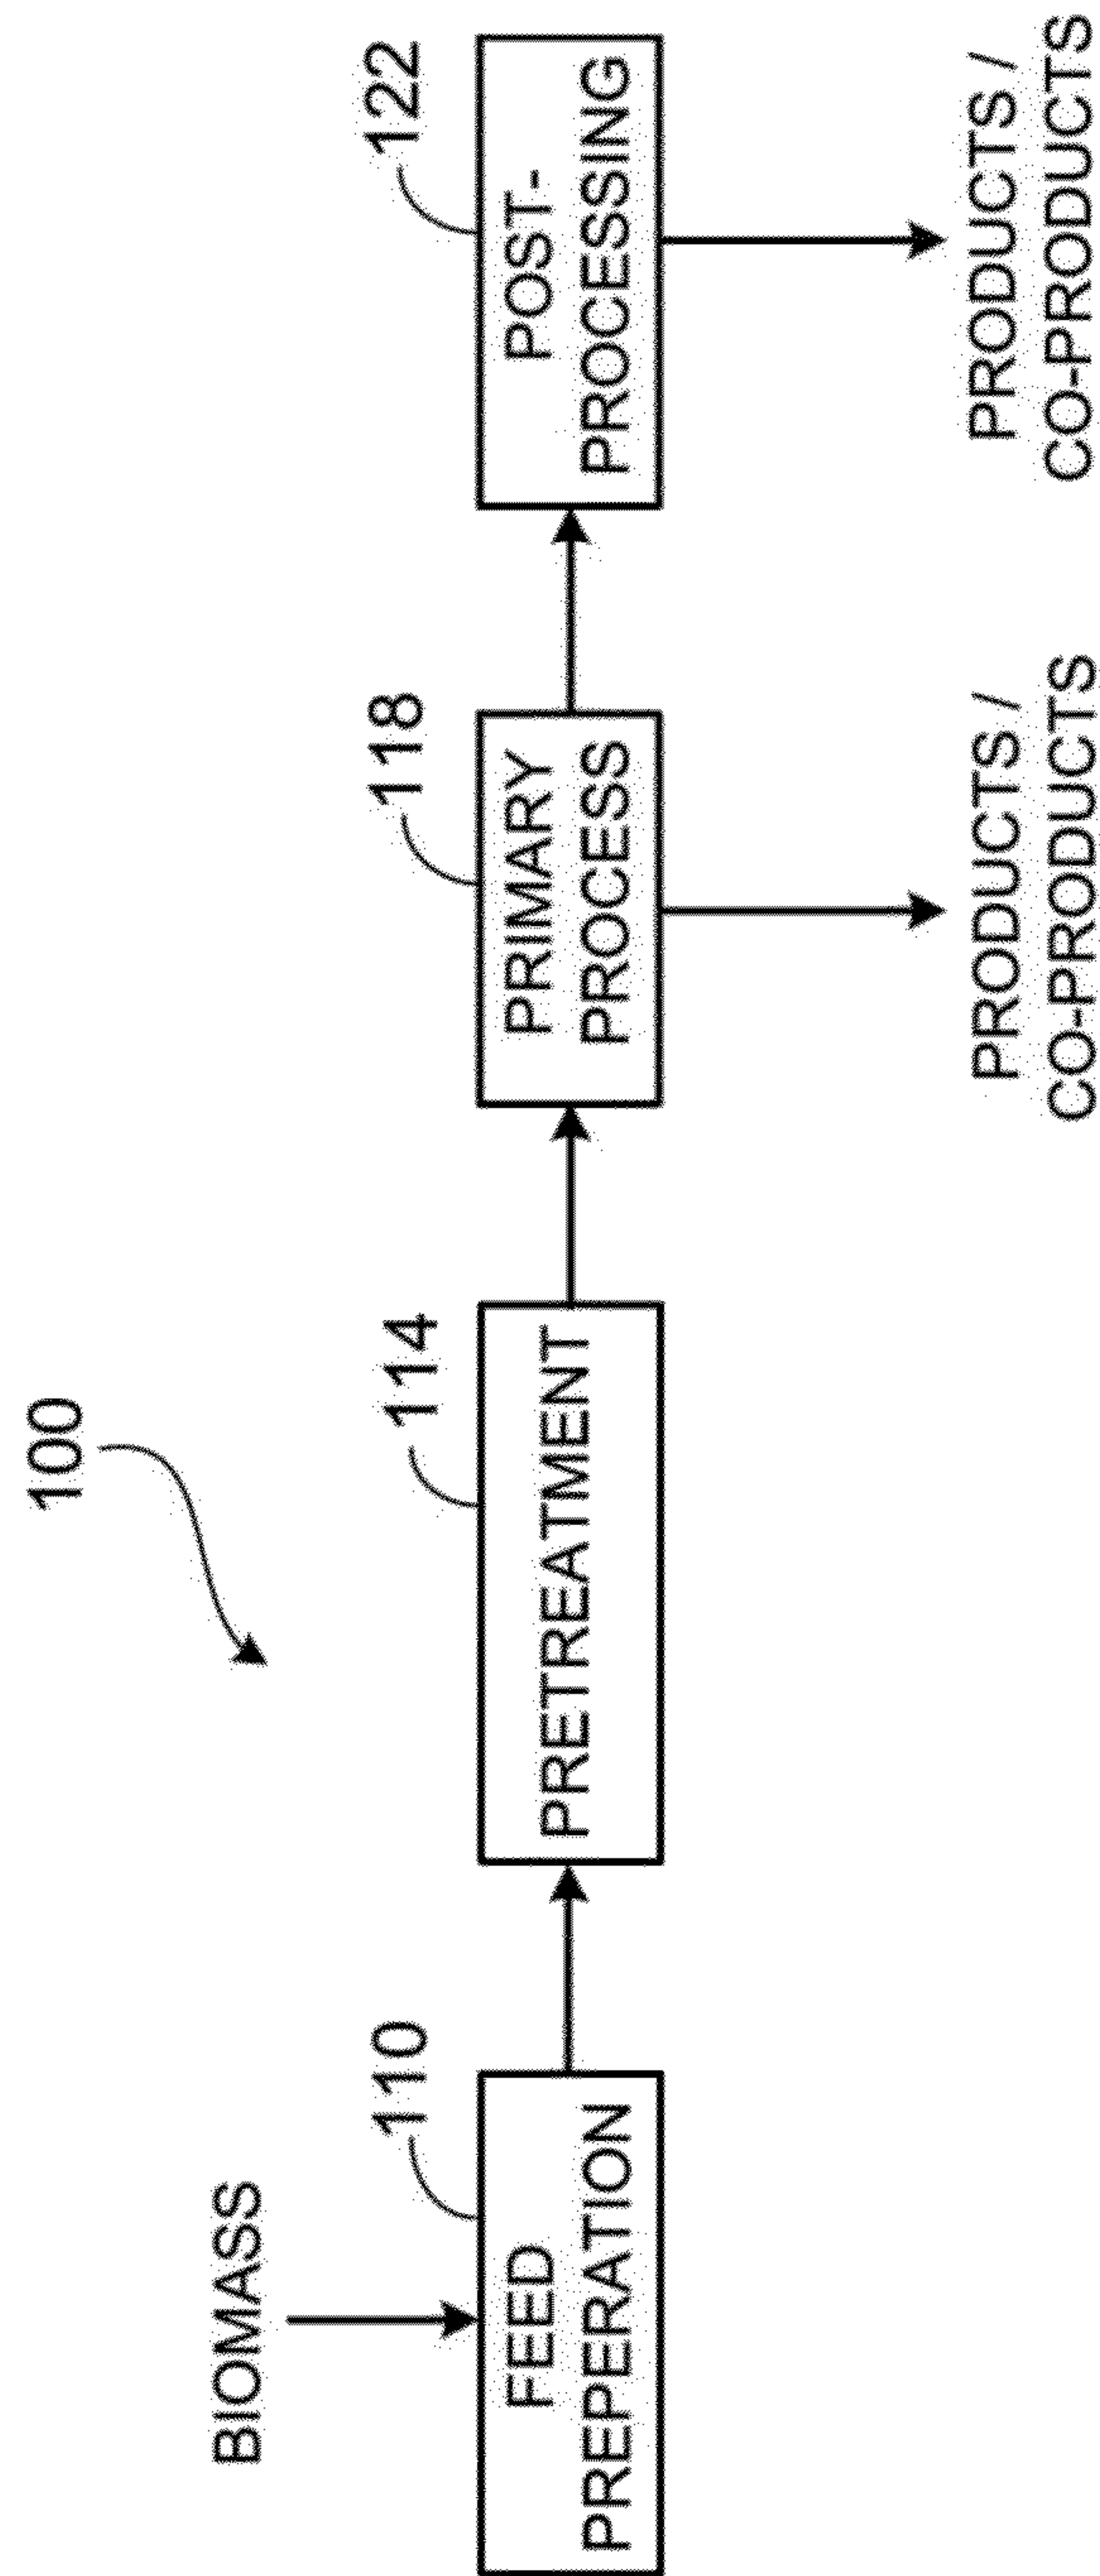 100
BIOMASS
110
FEED
PREPERATION
114
PRETREATMENT
118
PRIMARY
PROCESS
122
POST-
PROCESSING
PRODUCTS /
CO-PRODUCTS
PRODUCTS /
CO-PRODUCTS